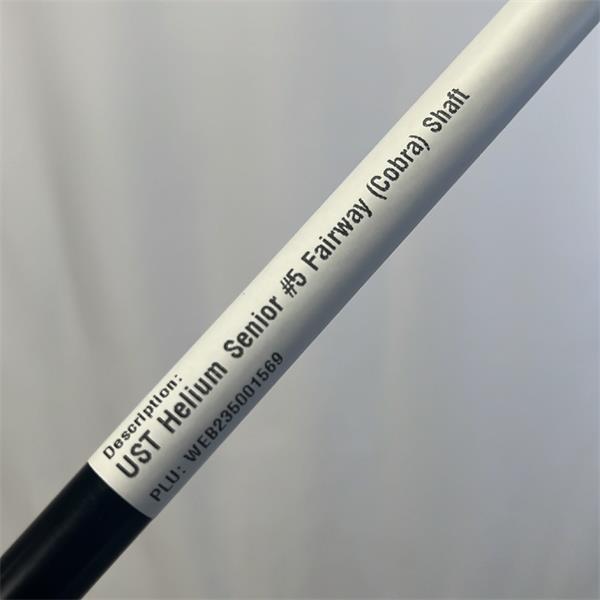 Description:
UST Helium Senior #5 Fairway (Cobra) Shaft
PLU: WEB235001569